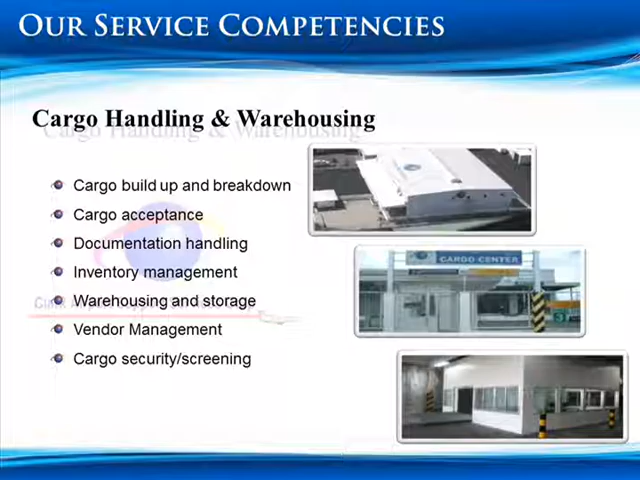 OUR SERVICE COMPETENCIES
Cargo Handling & Warehousing
Cargo build up and breakdown
Cargo acceptance
Documentation handling
Inventory management
Warehousing and storage
Vendor Management
Cargo security/screening
CARGO CENTER
3